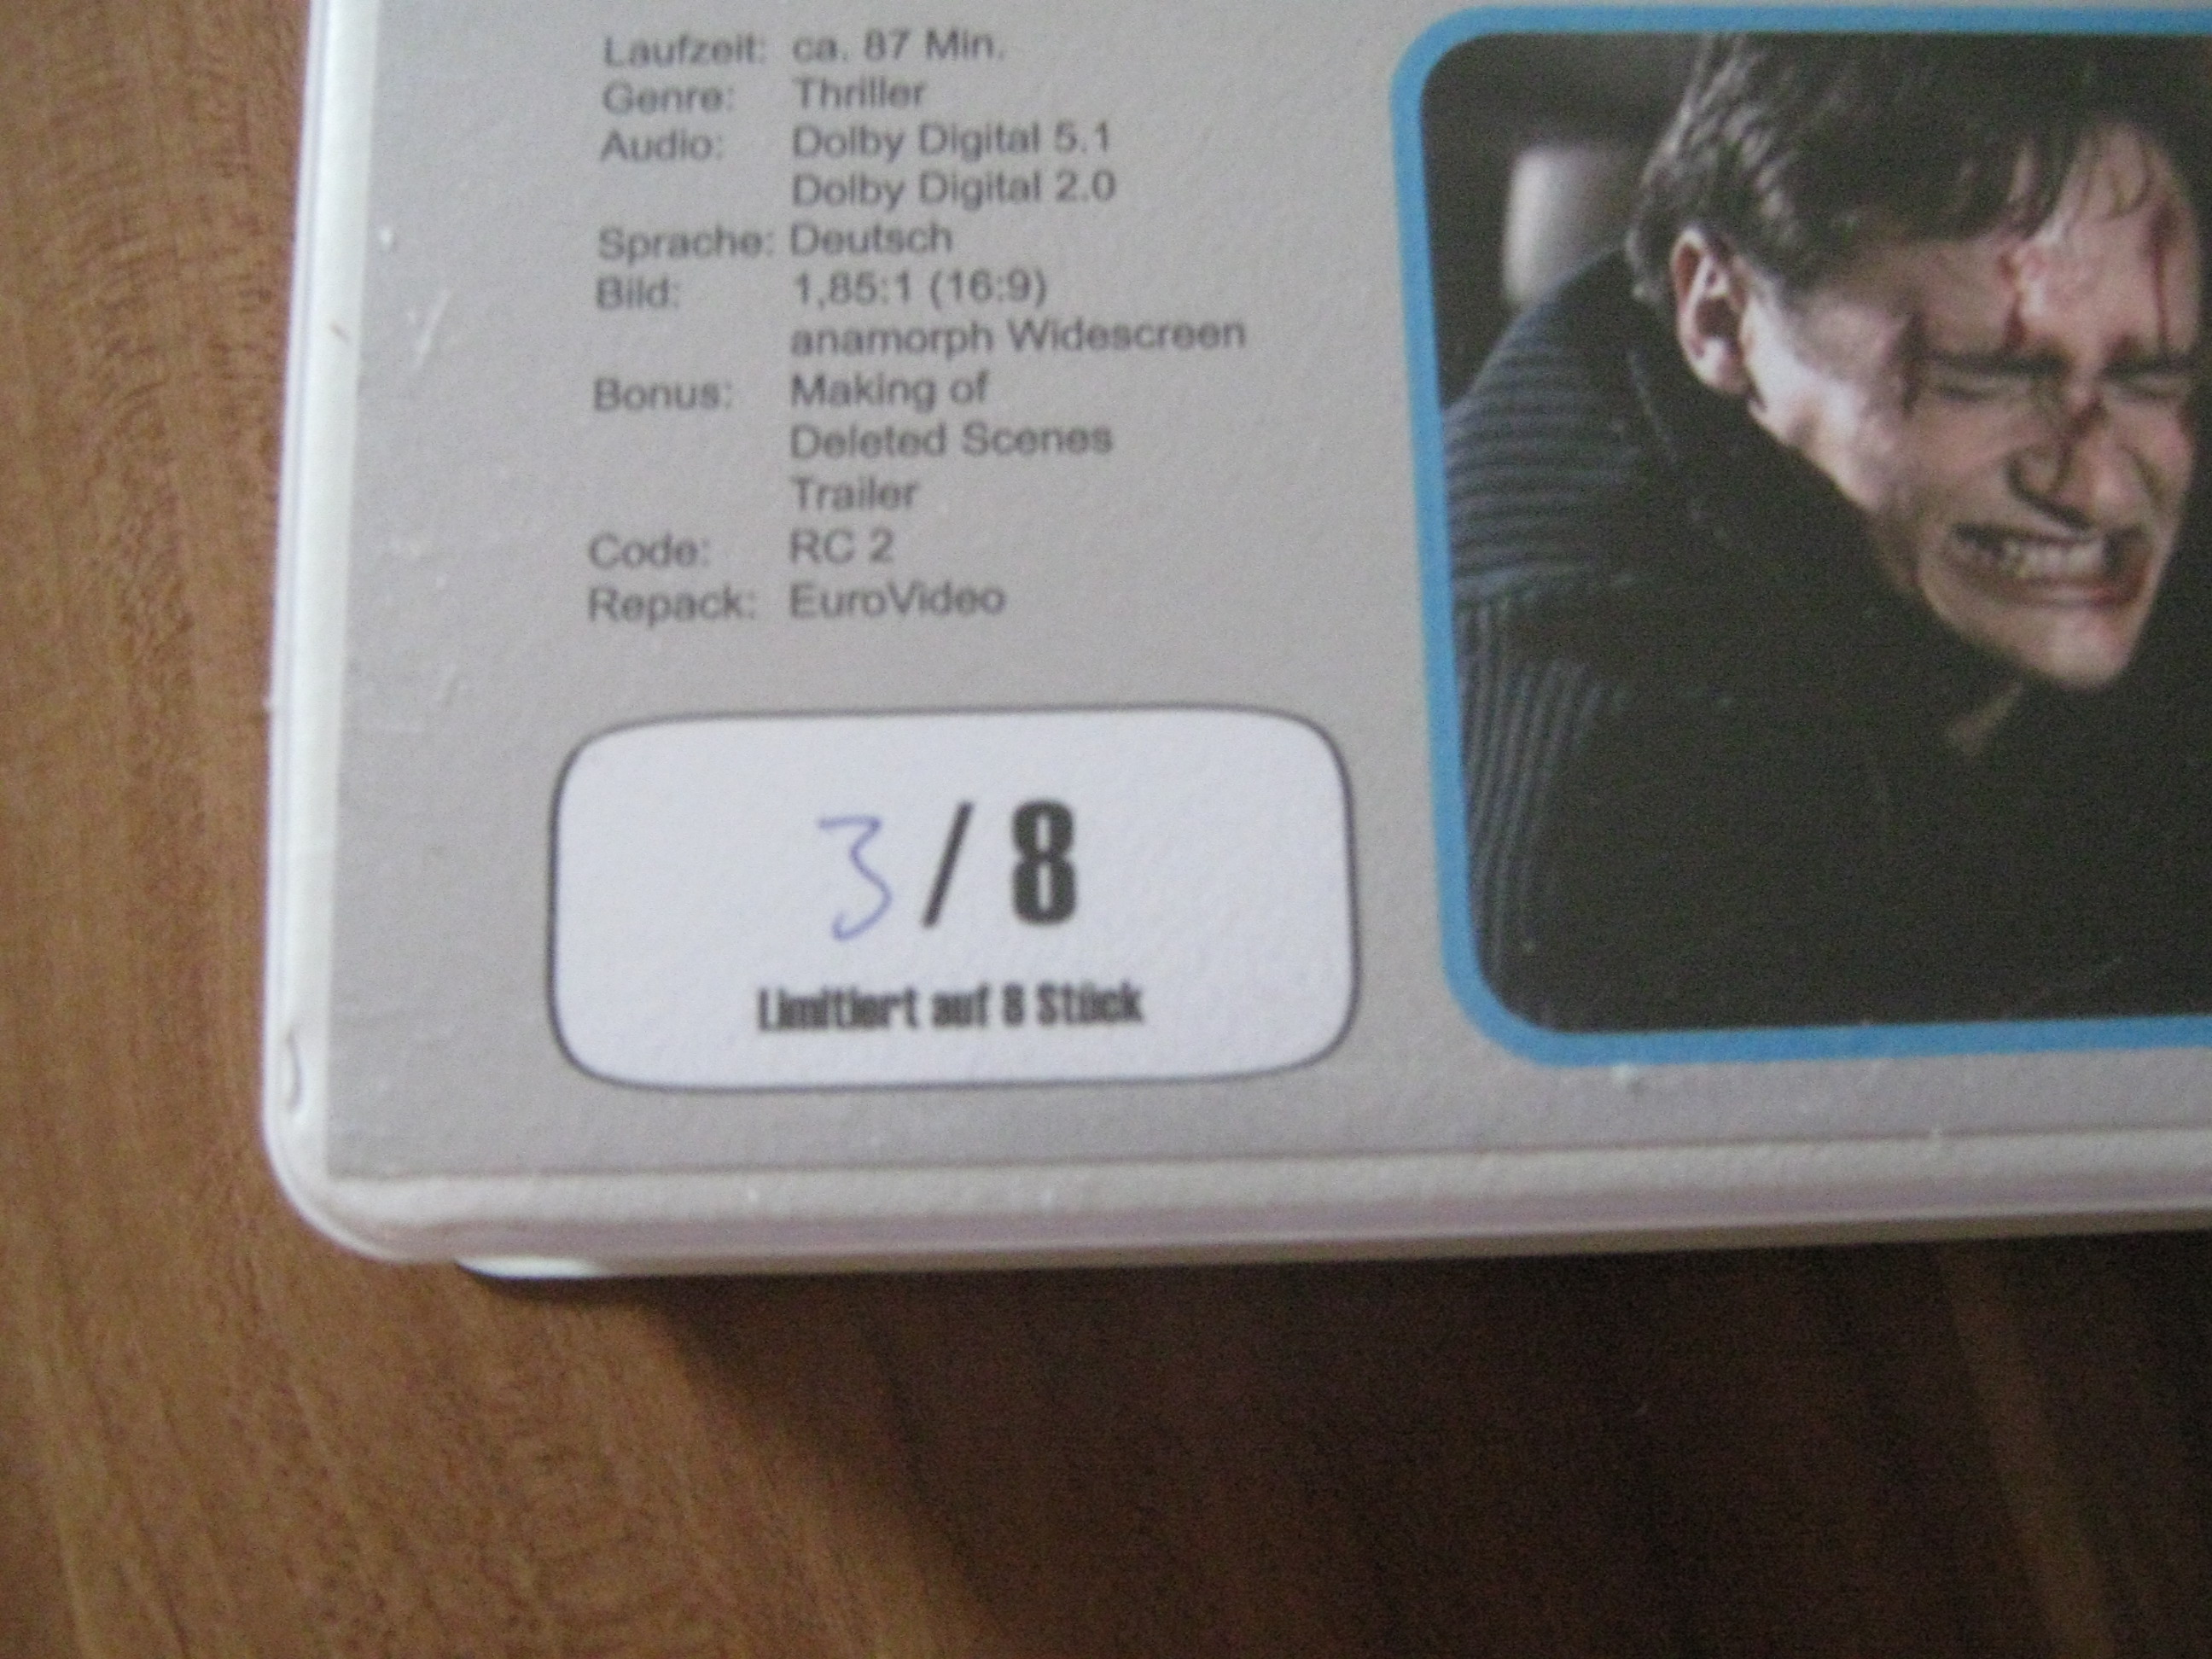 Laufzeit: ca. 87 Min.
Genre: Thriller
Audio: Dolby Digital 5.1
Dolby Digital 2.0
Sprache: Deutsch
Bild: 1,85:1 (16:9)
anamorph Widescreen
Bonus: Making of
Deleted Scenes
Trailer
Code: RC 2
Repack: EuroVideo
3 / 8
Limitiert auf 8 Stück